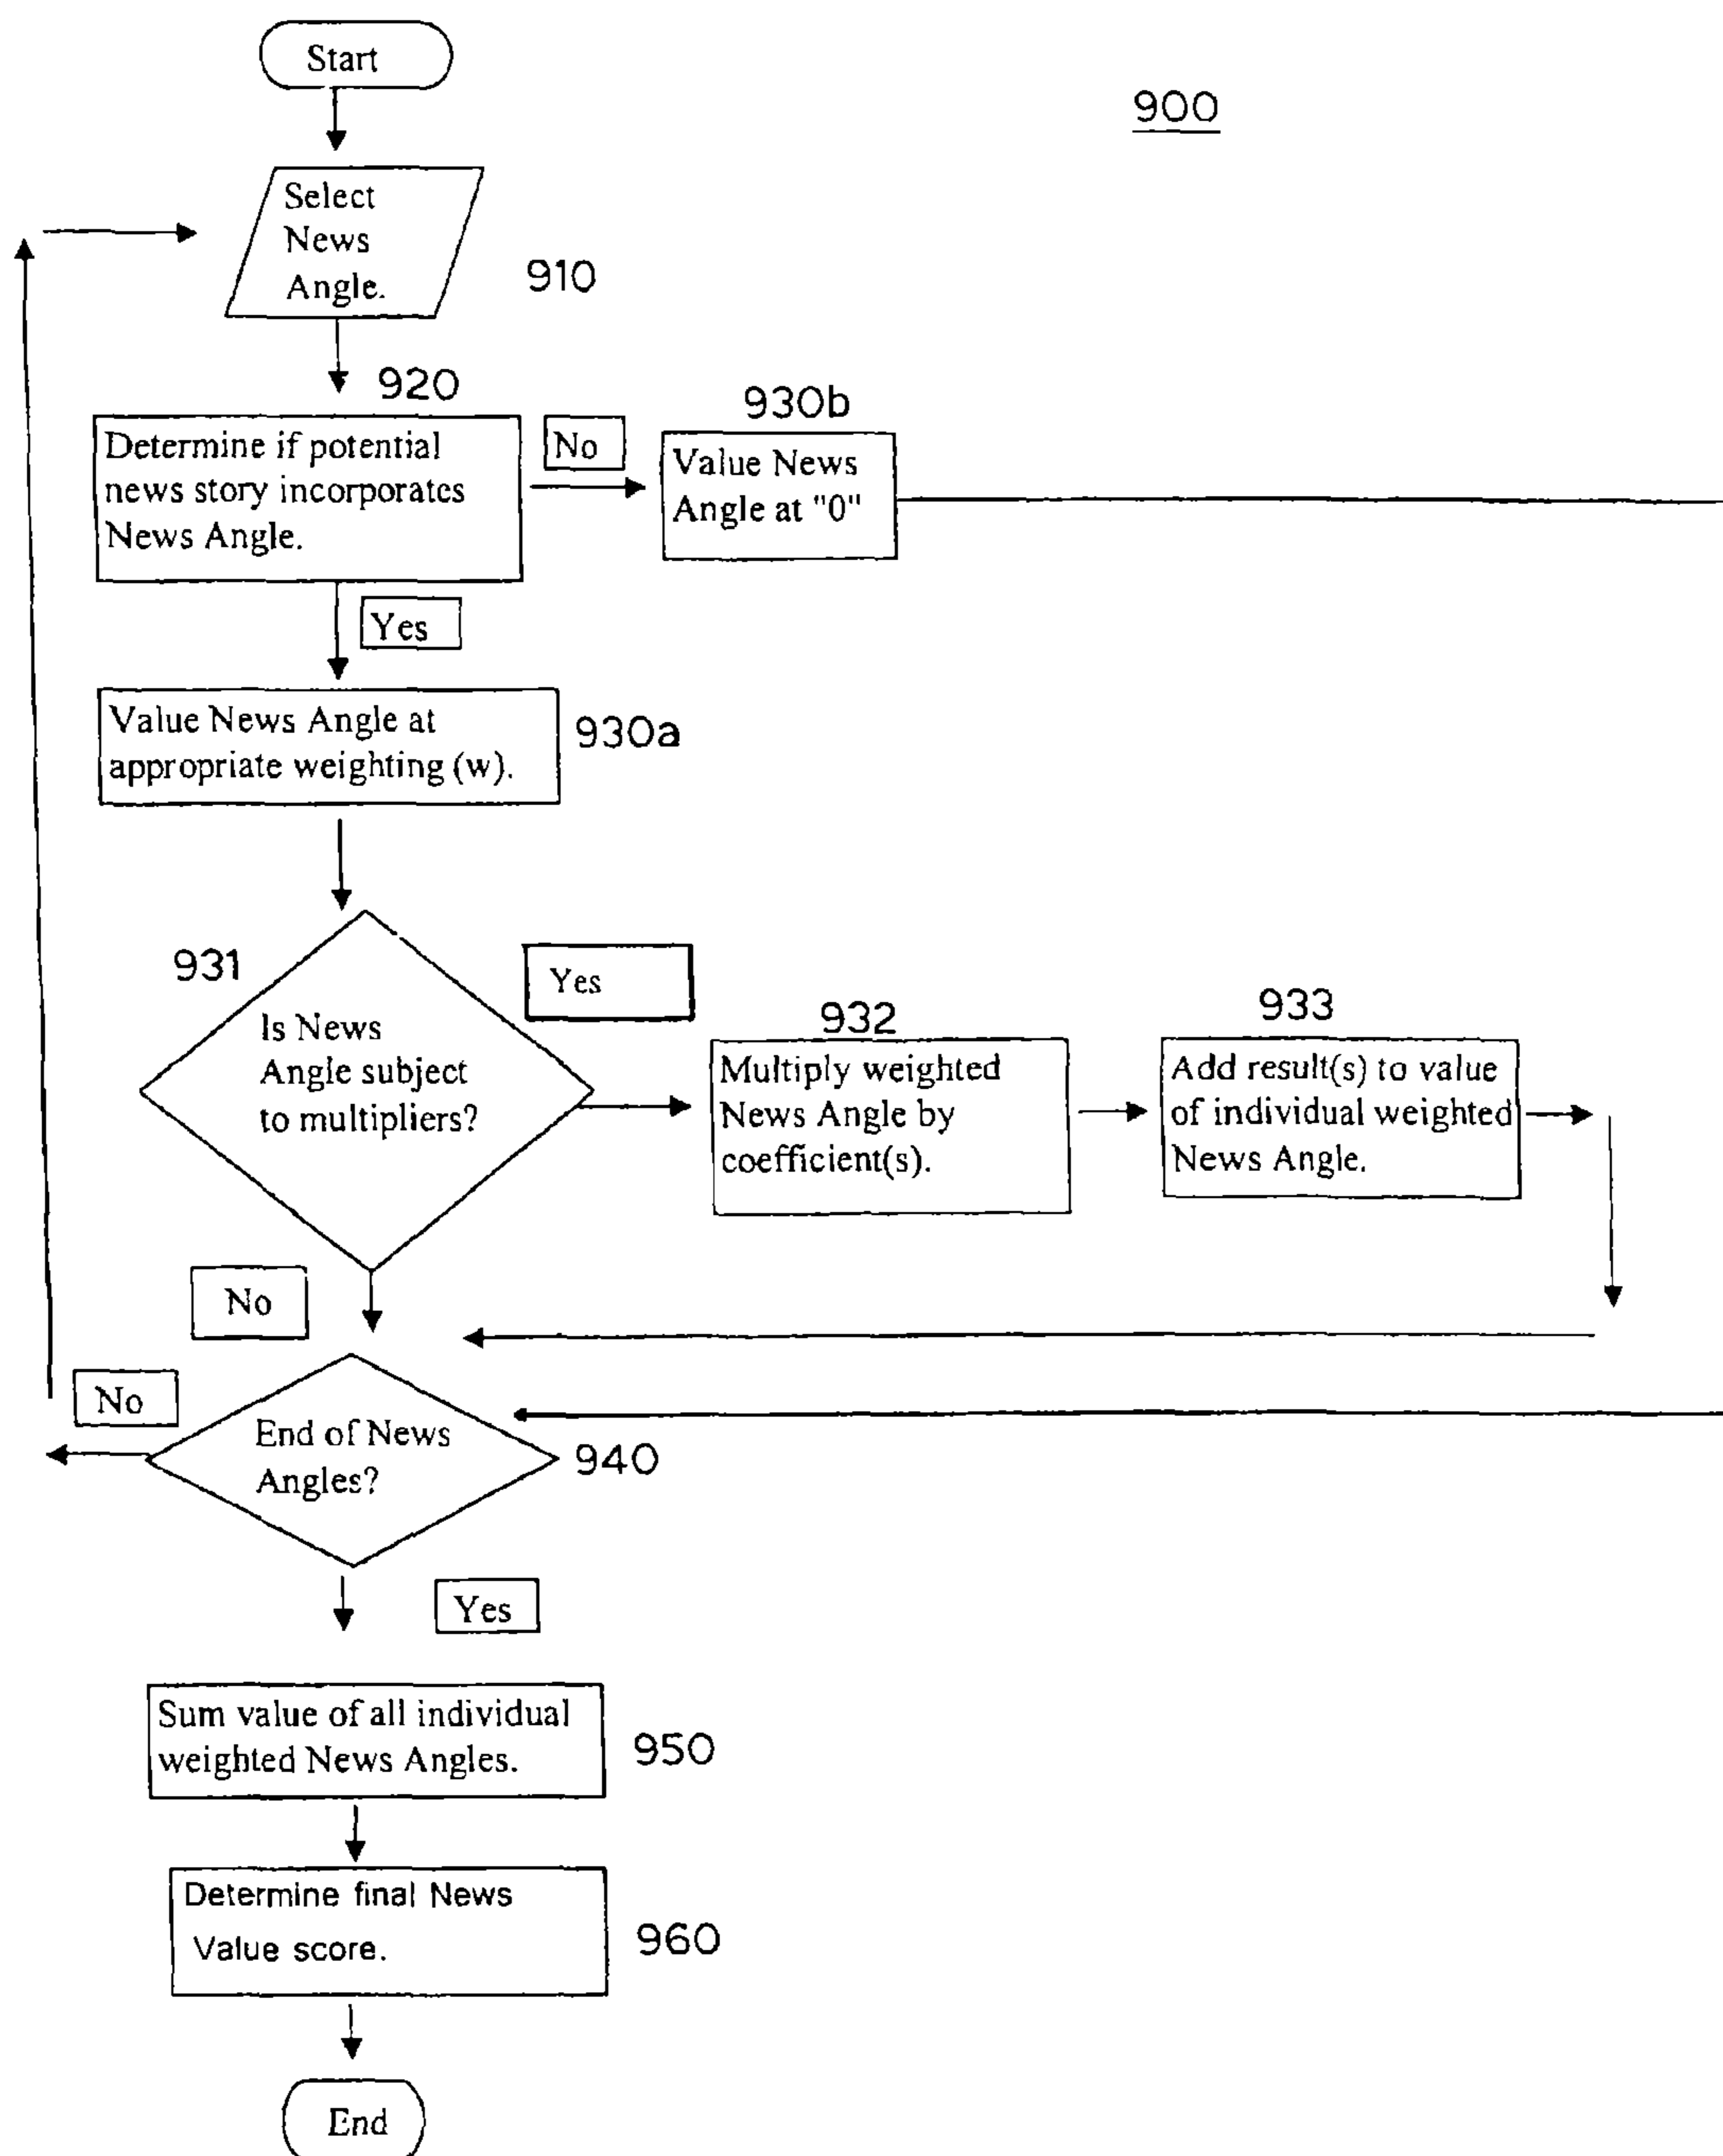 Start
900
Select
News
Angle.
910
920
Determine if potential
news story incorporates
News Angle.
No
930b
Value News
Angle at "0"
Yes
Value News Angle at
appropriate weighting (w).
930a
931
Is News
Angle subject
to multipliers?
Yes
932
Multiply weighted
News Angle by
coefficient(s).
933
Add result(s) to value
of individual weighted
News Angle.
No
No
End of News
Angles?
940
Yes
Sum value of all individual
weighted News Angles.
950
Determine final News
Value score.
960
End